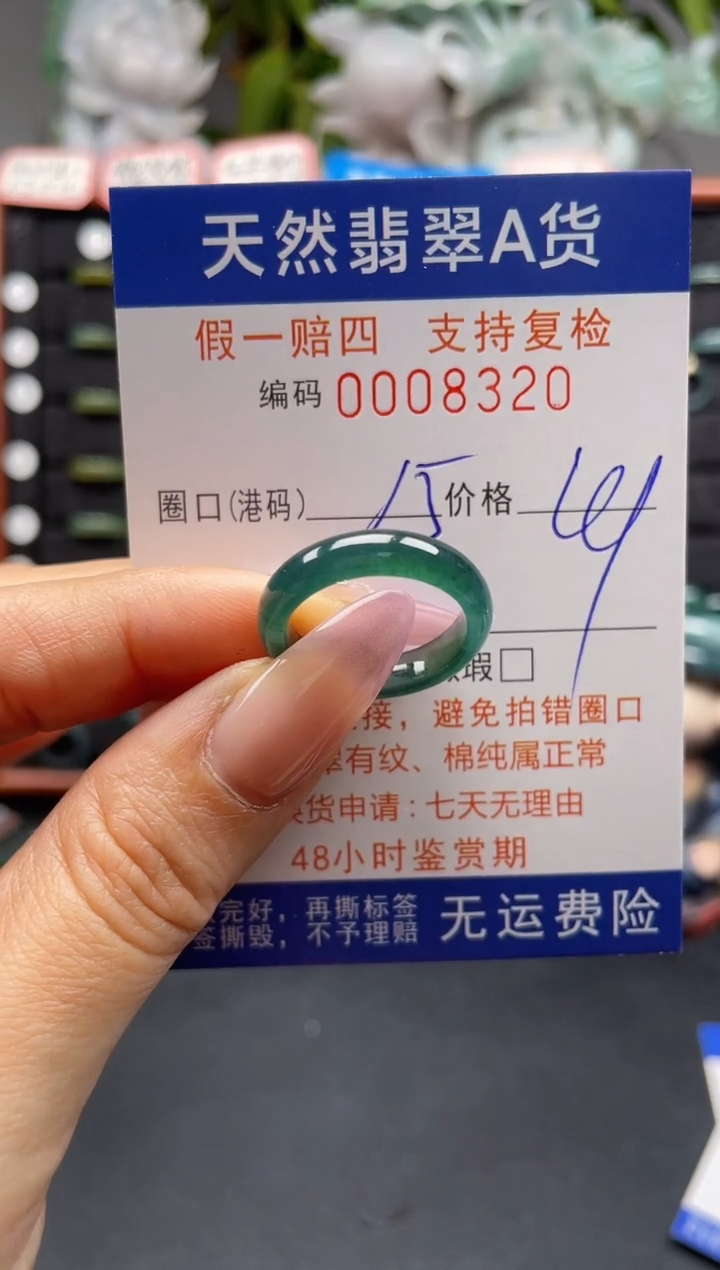 天然翡翠A货
假一赔四 支持复检
编码 0008320
圈口(港码) 15 价格
瑕□
接，避免拍错圈口
有纹、棉纯属正常
货申请:七天无理由
48小时鉴赏期
完好，再撕标签
签撕毁，不予理赔
无运费险